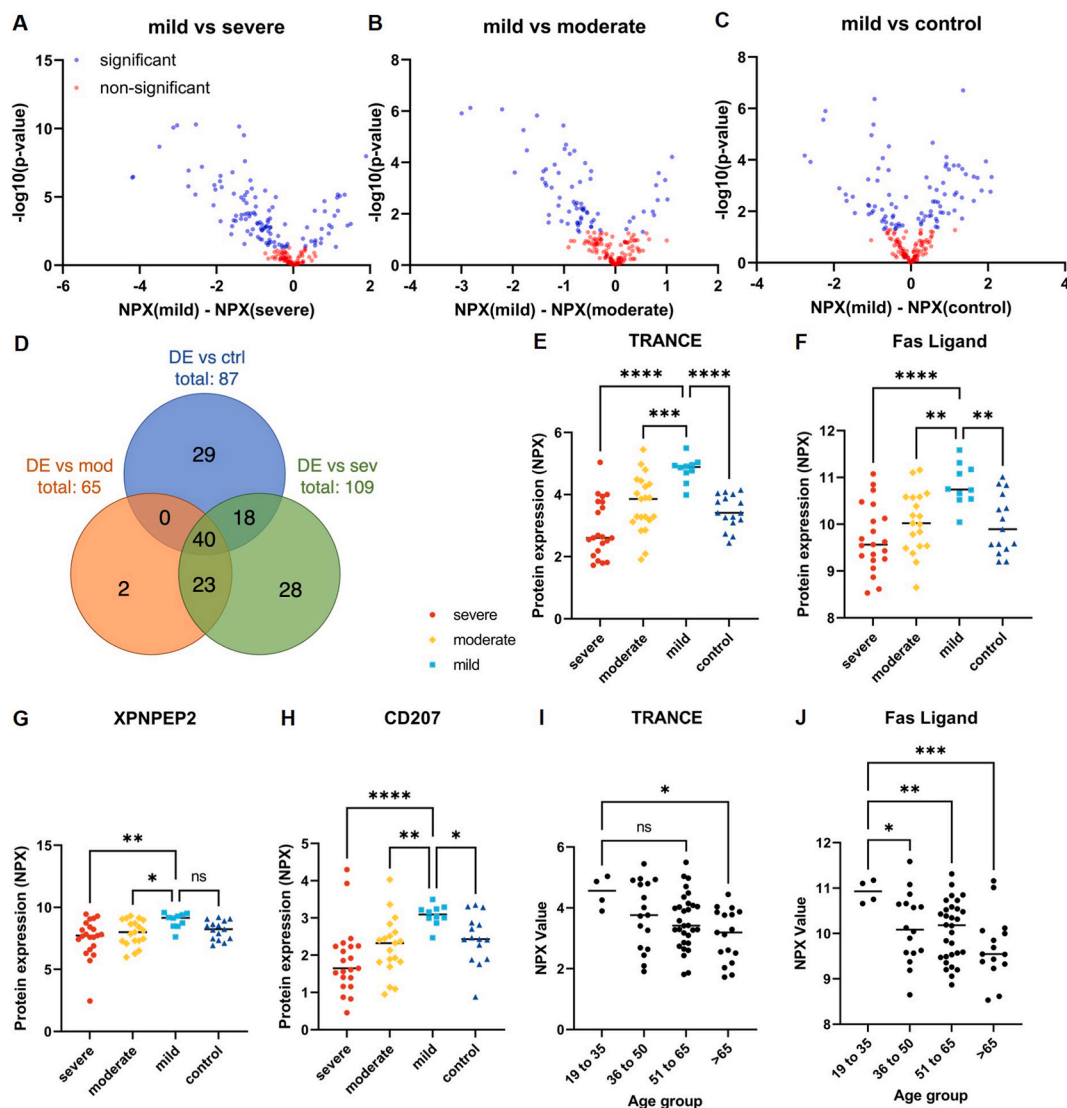 A
mild vs severe
-log10(p-value)
15
10
5
0
-6
-4
-2
0
2
significant
non-significant
NPX(mild) - NPX(severe)
B
mild vs moderate
-log10(p-value)
8
6
4
2
0
-4
-3
-2
-1
0
1
2
NPX(mild) - NPX(moderate)
C
mild vs control
-log10(p-value)
8
6
4
2
0
-4
-2
0
2
4
NPX(mild) - NPX(control)
D
DE vs ctrl
total: 87
29
DE vs mod
total: 65
DE vs sev
total: 109
0
18
40
2
23
28
severe
moderate
mild
E
TRANCE
**** ****
***
Protein expression (NPX)
6
4
2
0
severe
moderate
mild
control
F
Fas Ligand
****
** **
Protein expression (NPX)
12
11
10
9
8
severe
moderate
mild
control
G
XPNPEP2
**
* ns
Protein expression (NPX)
15
10
5
0
severe
moderate
mild
control
H
CD207
****
** *
Protein expression (NPX)
5
4
3
2
1
0
severe
moderate
mild
control
I
TRANCE
*
ns
NPX Value
6
4
2
0
19 to 35
36 to 50
51 to 65
>65
Age group
J
Fas Ligand
***
**
*
NPX Value
12
11
10
9
8
19 to 35
36 to 50
51 to 65
>65
Age group